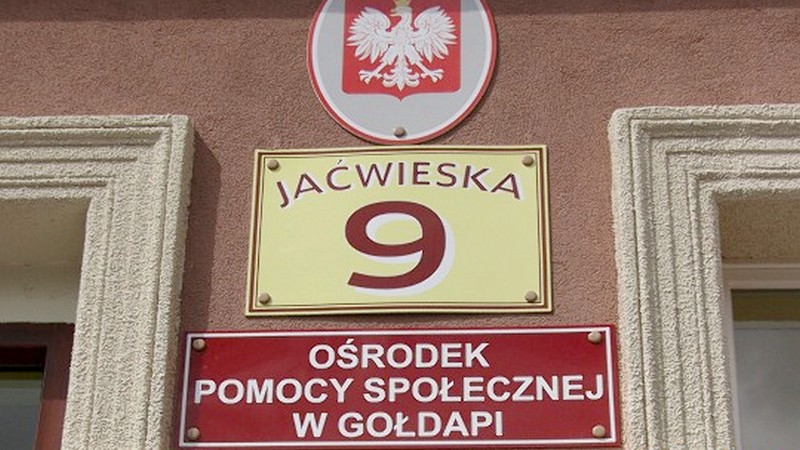 JAĆWIESKA
9
OŚRODEK
POMOCY SPOŁECZNEJ
W GOŁDAPI